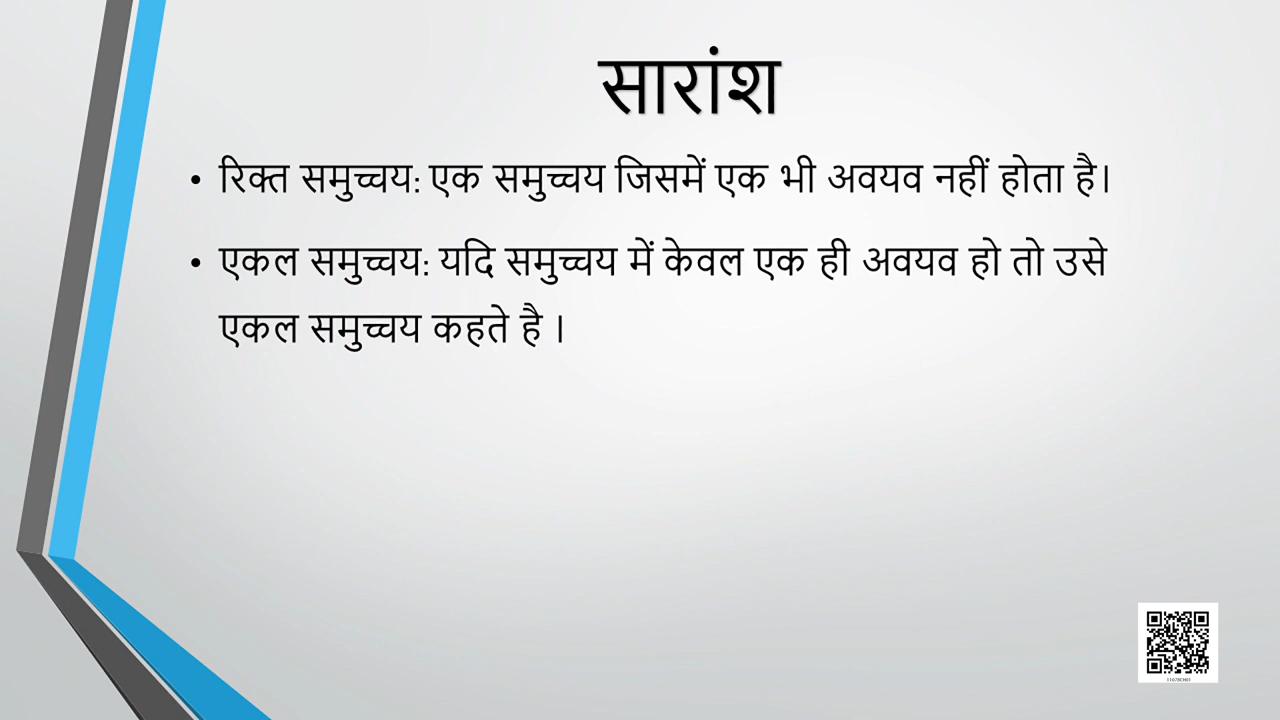 सारांश
• रिक्त समुच्चय: एक समुच्चय जिसमें एक भी अवयव नहीं होता है।
• एकल समुच्चय: यदि समुच्चय में केवल एक ही अवयव हो तो उसे
एकल समुच्चय कहते है ।